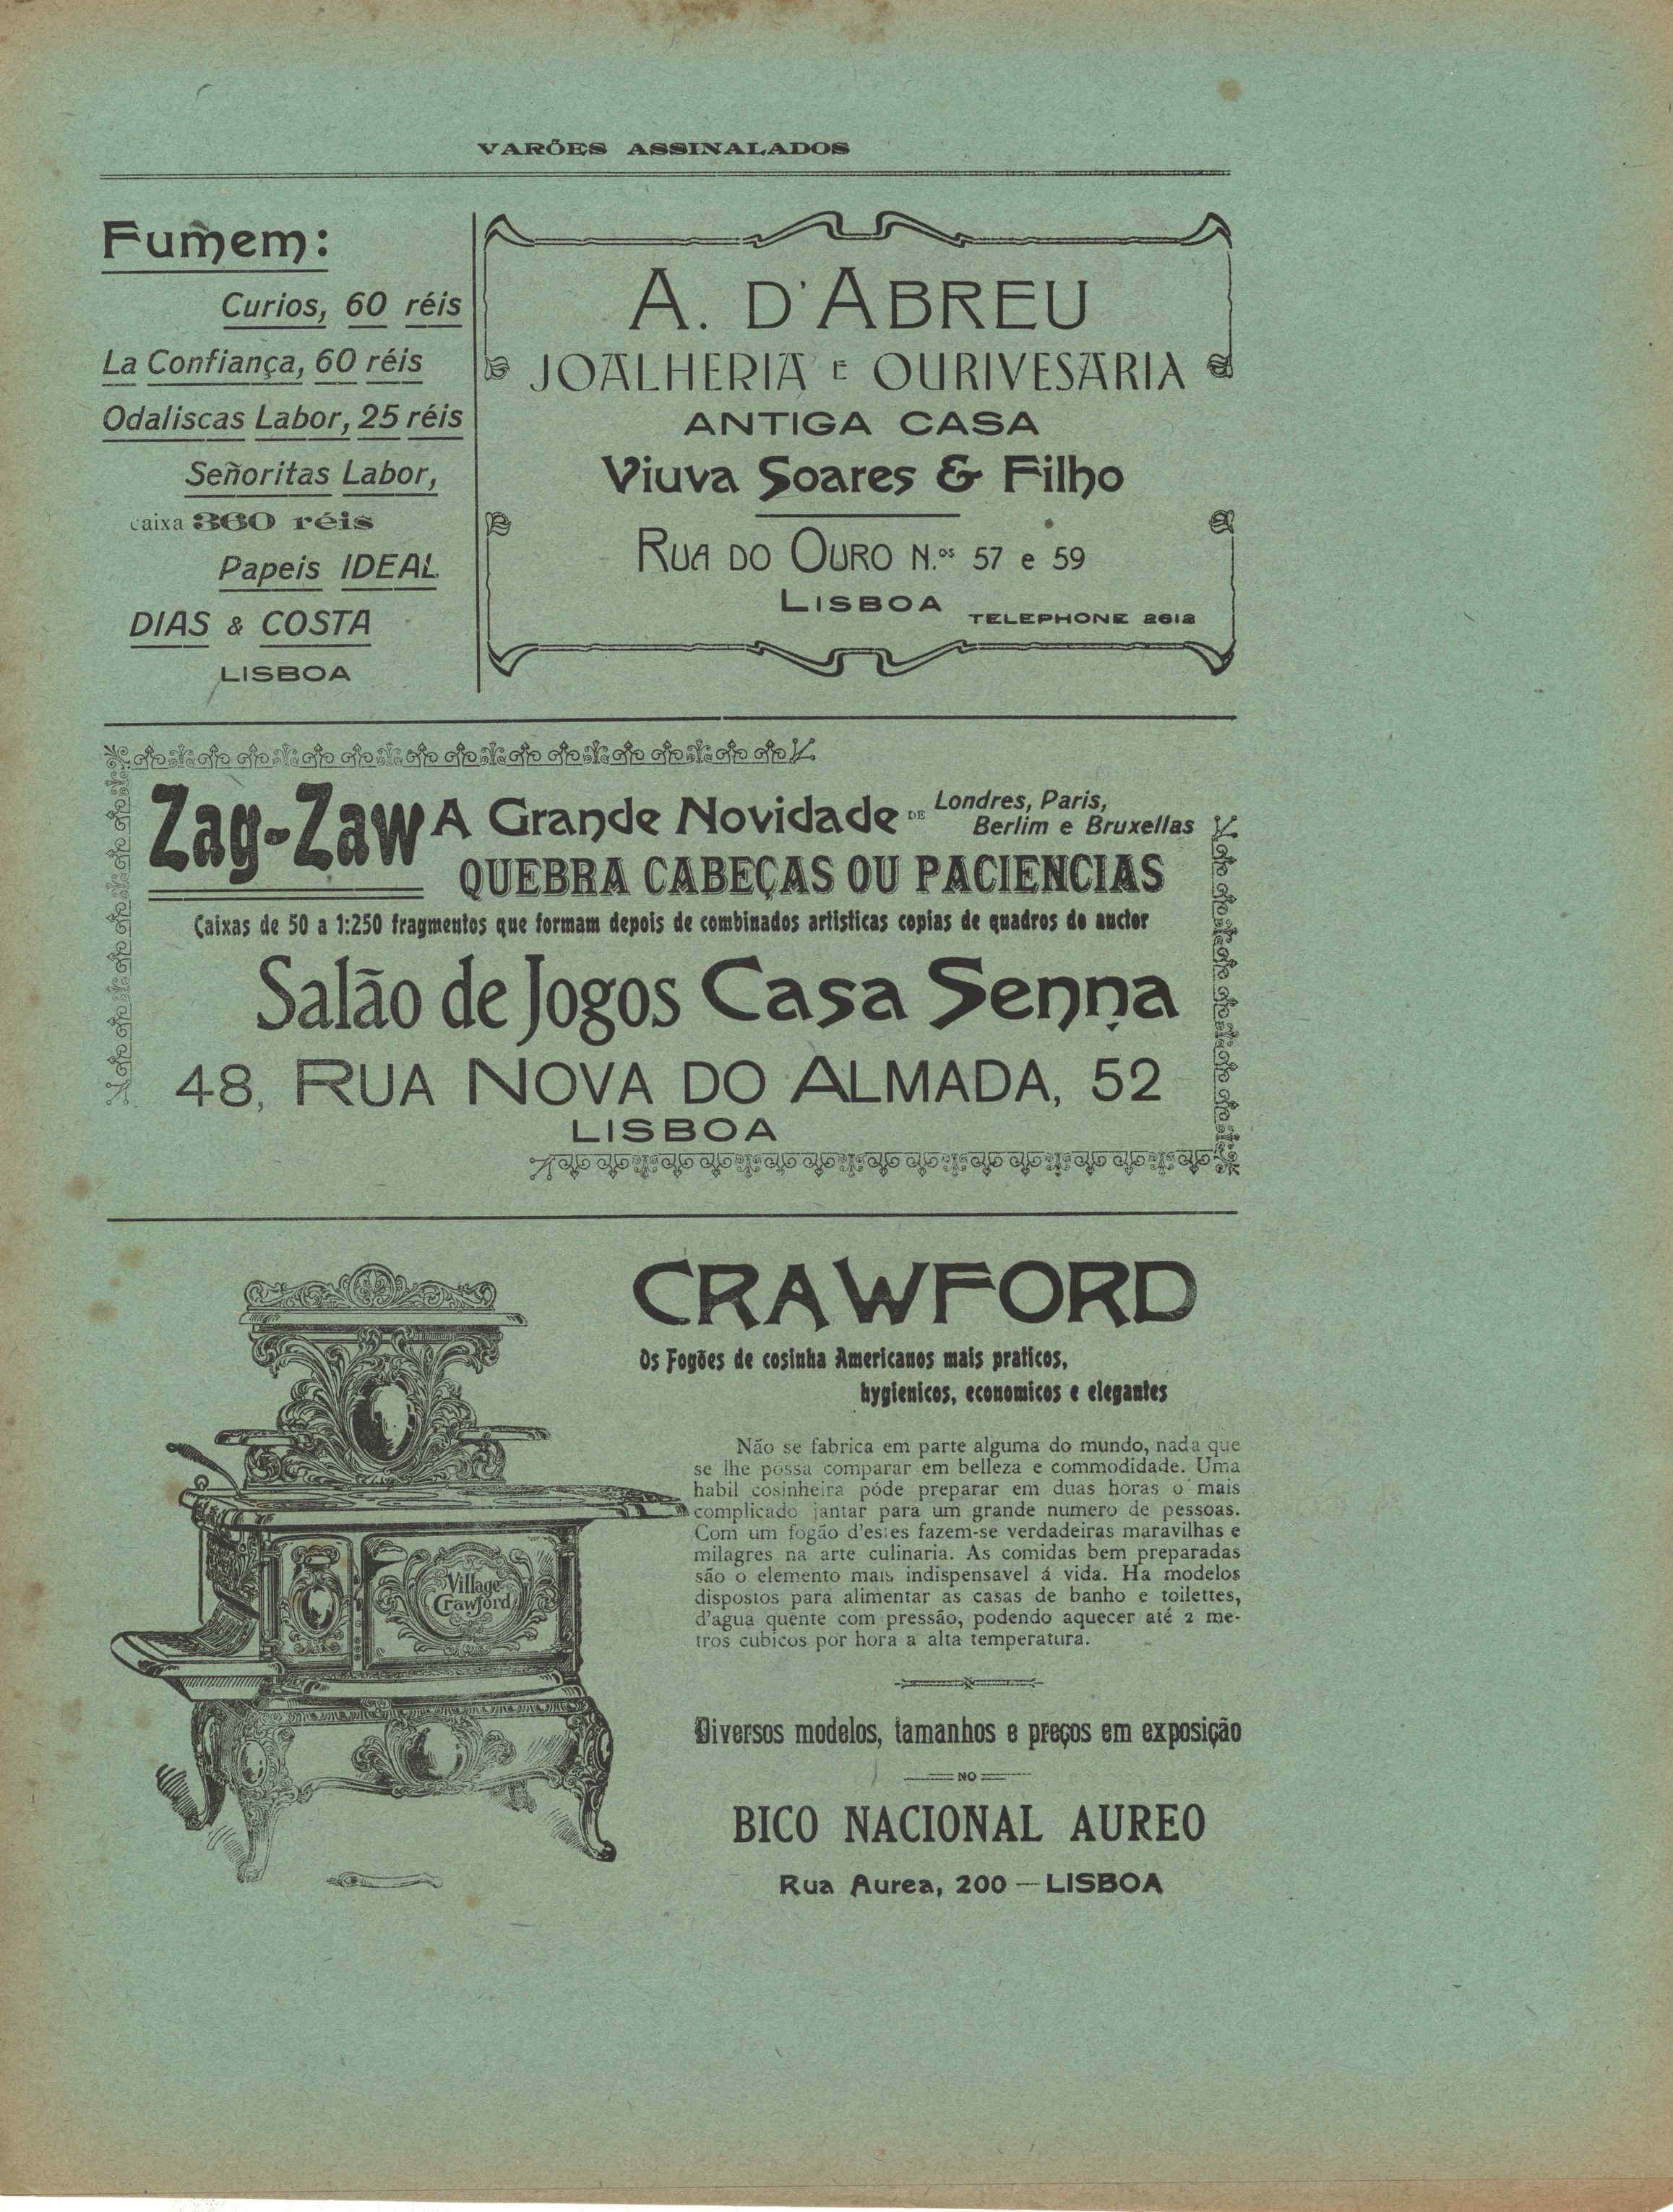 VARÕES ASSINALADOS
Fumem:
Curios, 60 réis
La Confiança, 60 réis
Odaliscas Labor, 25 réis
Señoritas Labor,
caixa 360 réis
Papeis IDEAL
DIAS & COSTA
LISBOA
A. D'ABREU
JOALHERIA E OURIVESARIA
ANTIGA CASA
Viuva Soares & Filho
RUA DO OURO N.os 57 e 59
LISBOA
TELEPHONE 2612
Zag-Zaw A Grande Novidade DE Londres, Paris,
Berlim e Bruxellas
QUEBRA CABEÇAS OU PACIENCIAS
Caixas de 50 a 1:250 fragmentos que formam depois de combinados artisticas copias de quadros do auctor
Salão de Jogos Casa Senna
48, RUA NOVA DO ALMADA, 52
LISBOA
CRAWFORD
Os Fogões de cosinha Americanos mais praticos,
hygienicos, economicos e elegantes
Não se fabrica em parte alguma do mundo, nada que
se lhe possa comparar em belleza e commodidade. Uma
habil cosinheira póde preparar em duas horas o mais
complicado jantar para um grande numero de pessoas.
Com um fogão d'estes fazem-se verdadeiras maravilhas e
milagres na arte culinaria. As comidas bem preparadas
são o elemento mais indispensavel á vida. Ha modelos
dispostos para alimentar as casas de banho e toilettes,
d'agua quente com pressão, podendo aquecer até 2 me-
tros cubicos por hora a alta temperatura.
Village
Crawford
Diversos modelos, tamanhos e preços em exposição
NO
BICO NACIONAL AUREO
Rua Aurea, 200 — LISBOA